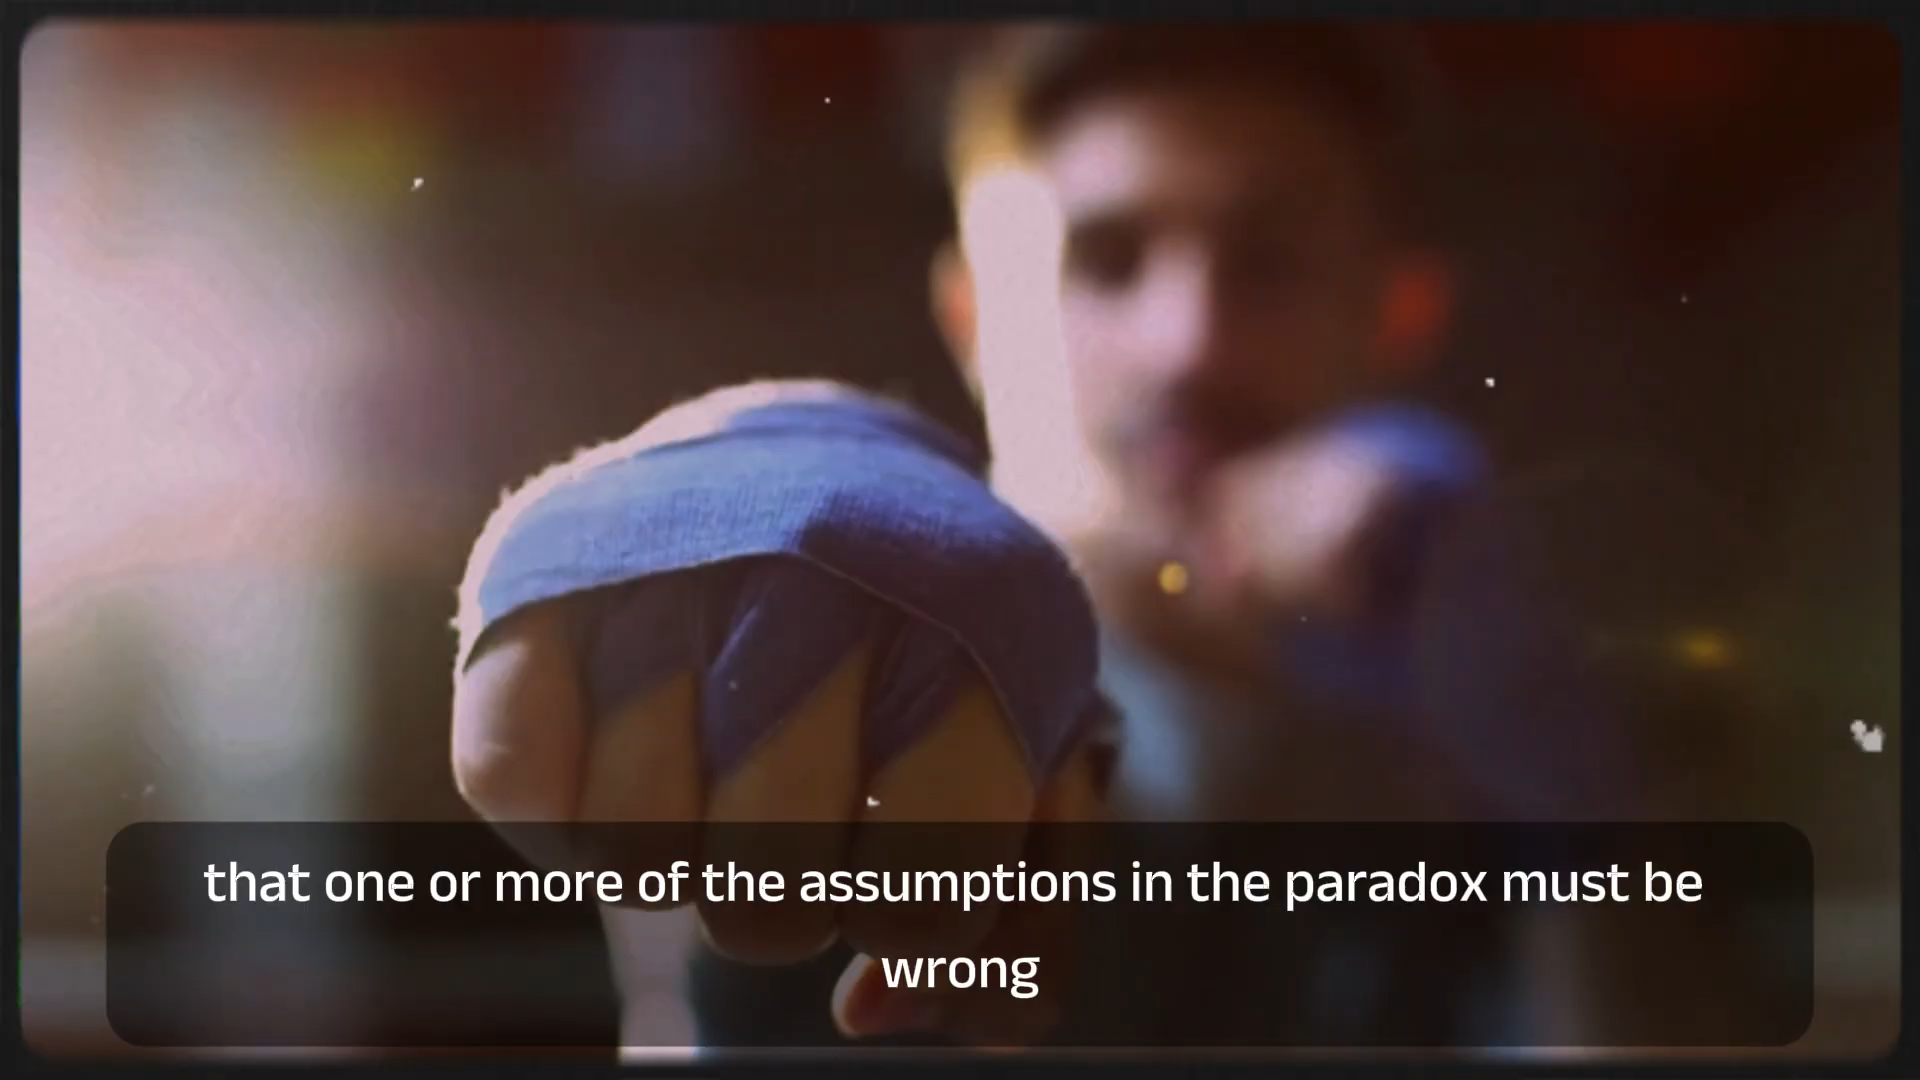 that one or more of the assumptions in the paradox must be
wrong